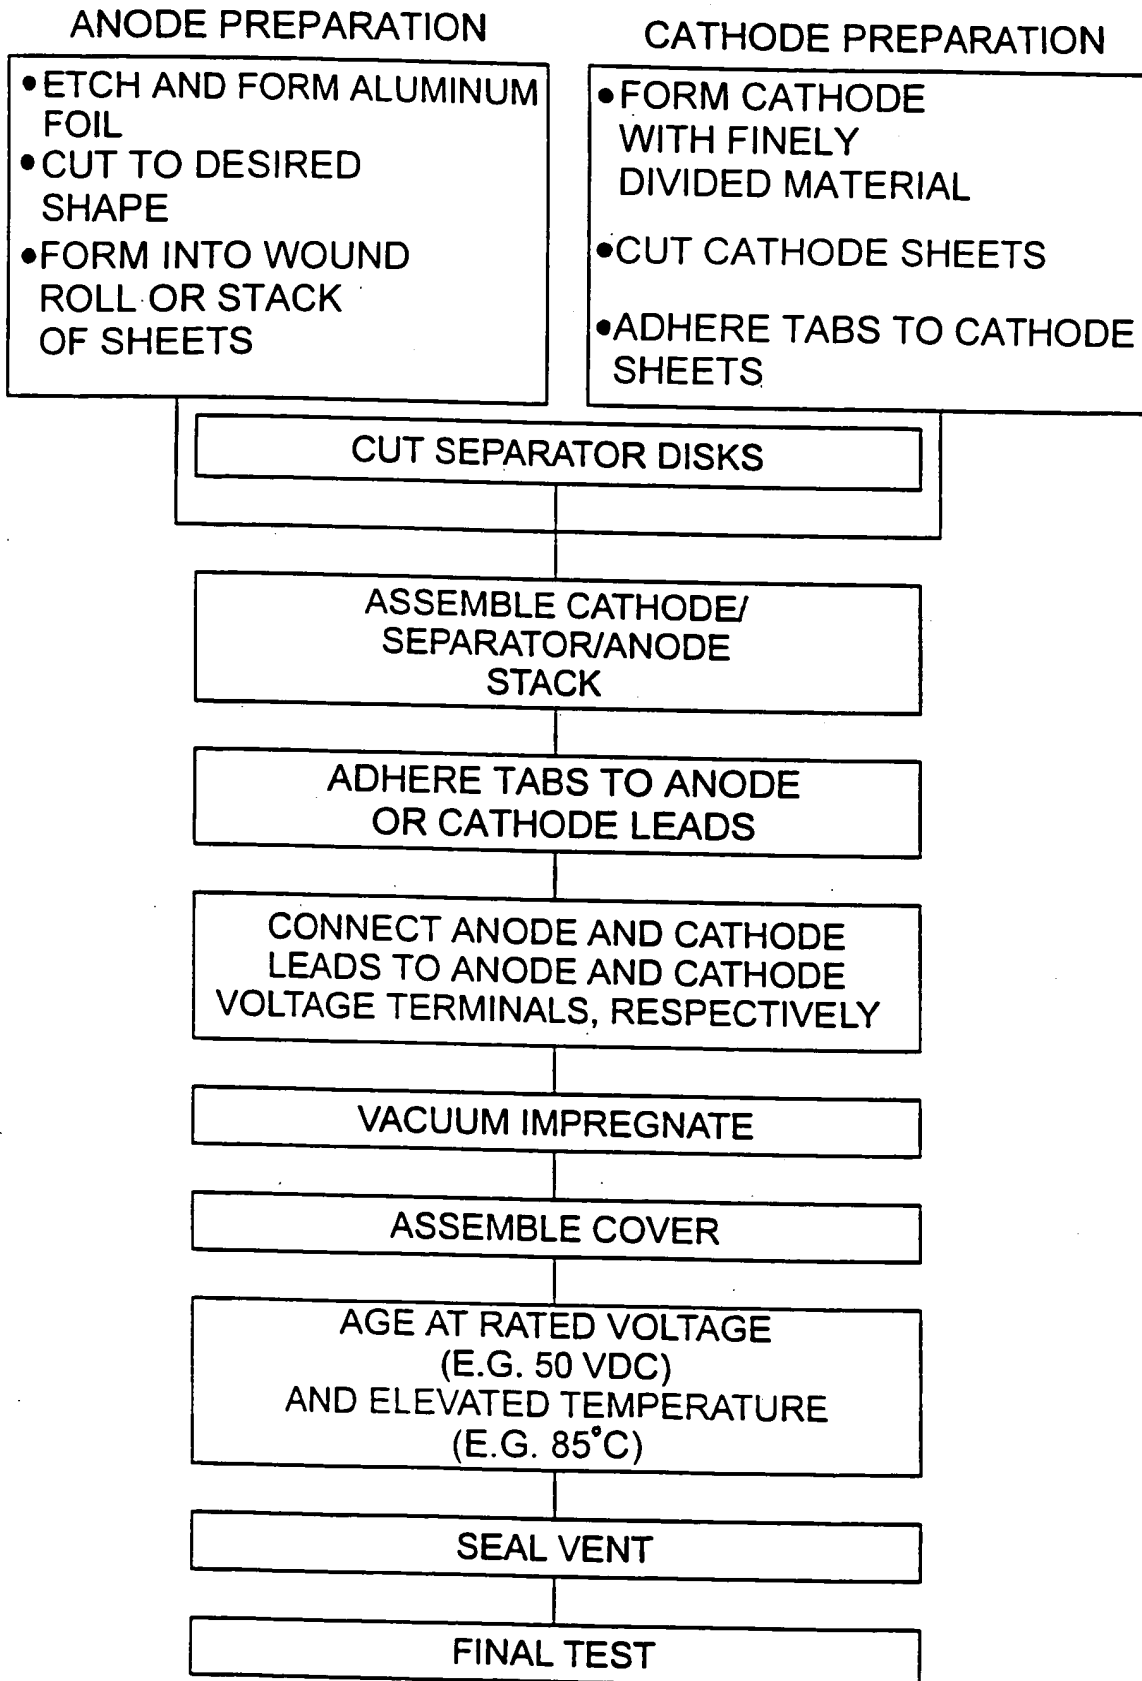 ANODE PREPARATION
• ETCH AND FORM ALUMINUM
FOIL
• CUT TO DESIRED
SHAPE
• FORM INTO WOUND
ROLL OR STACK
OF SHEETS
CATHODE PREPARATION
• FORM CATHODE
WITH FINELY
DIVIDED MATERIAL
• CUT CATHODE SHEETS
• ADHERE TABS TO CATHODE
SHEETS
CUT SEPARATOR DISKS
ASSEMBLE CATHODE/
SEPARATOR/ANODE
STACK
ADHERE TABS TO ANODE
OR CATHODE LEADS
CONNECT ANODE AND CATHODE
LEADS TO ANODE AND CATHODE
VOLTAGE TERMINALS, RESPECTIVELY
VACUUM IMPREGNATE
ASSEMBLE COVER
AGE AT RATED VOLTAGE
(E.G. 50 VDC)
AND ELEVATED TEMPERATURE
(E.G. 85°C)
SEAL VENT
FINAL TEST